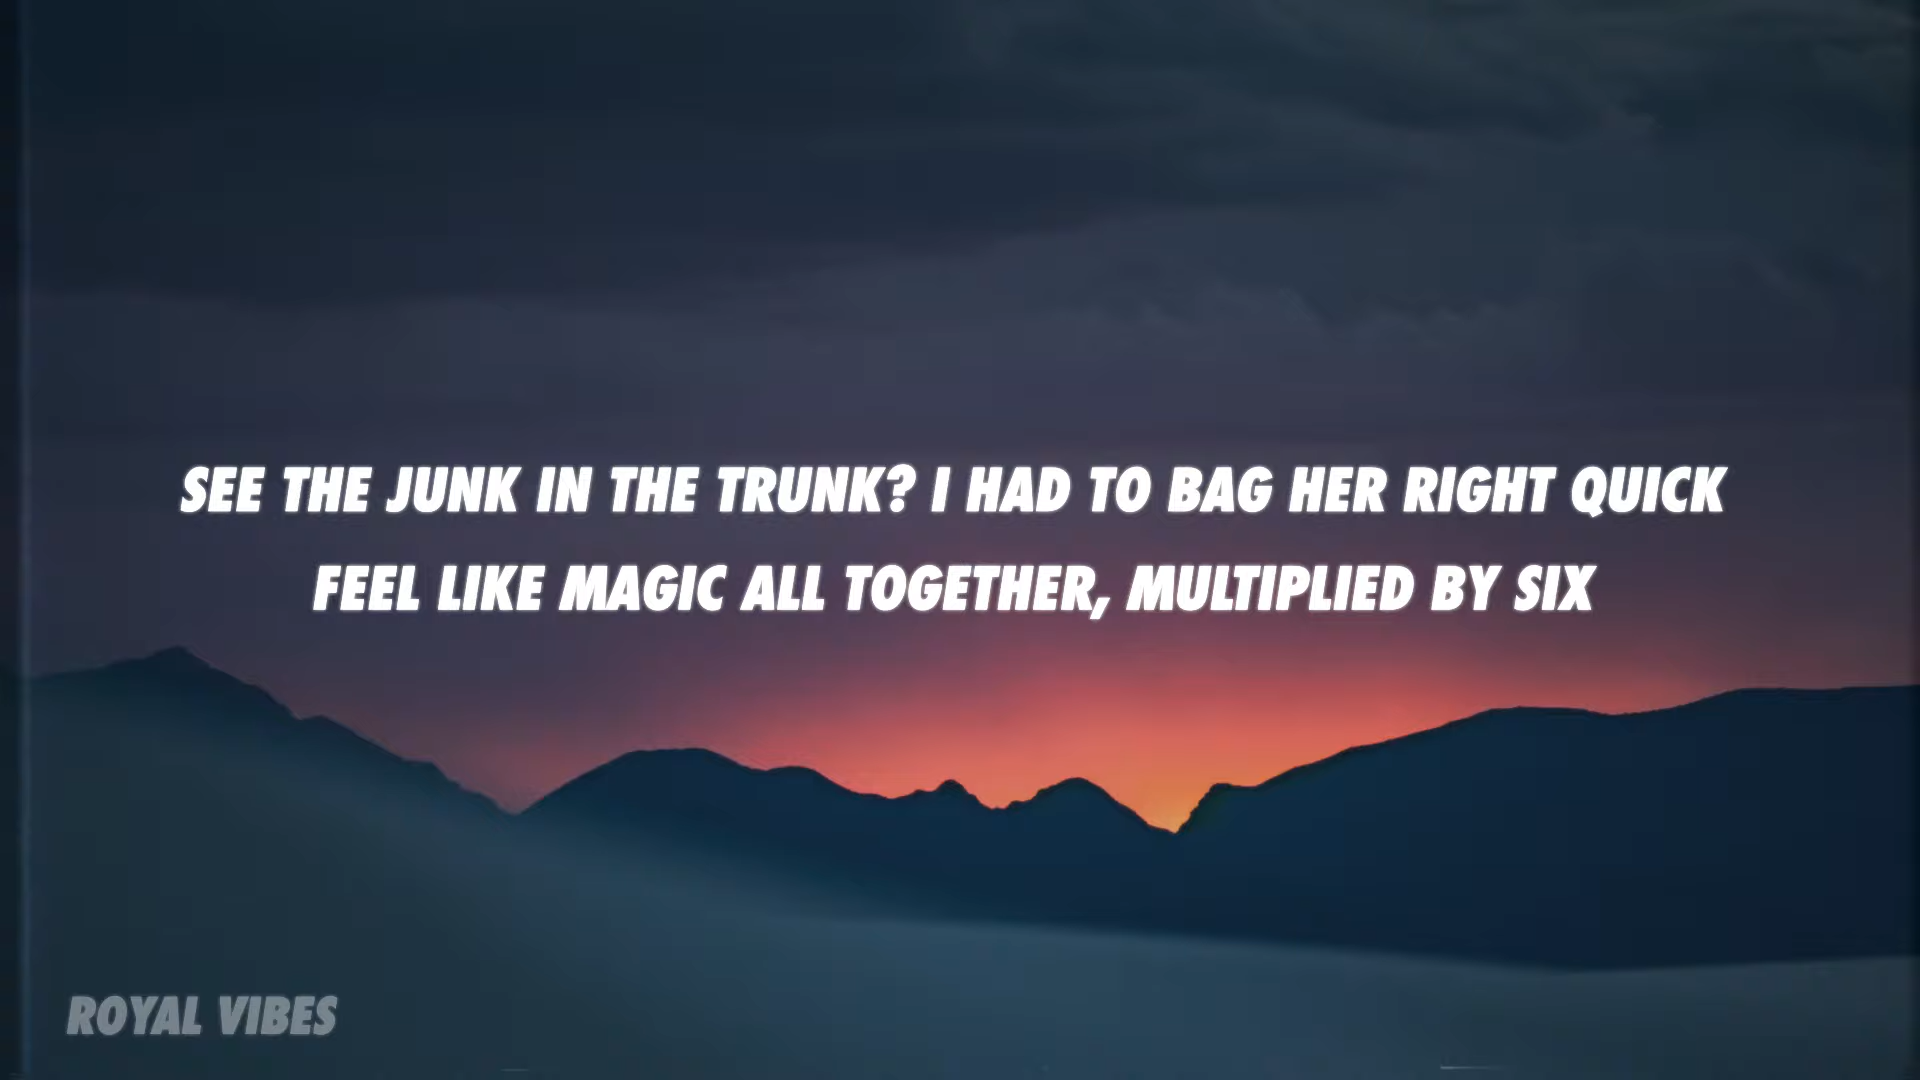 SEE THE JUNK IN THE TRUNK? I HAD TO BAG HER RIGHT QUICK
FEEL LIKE MAGIC ALL TOGETHER, MULTIPLIED BY SIX
ROYAL VIBES